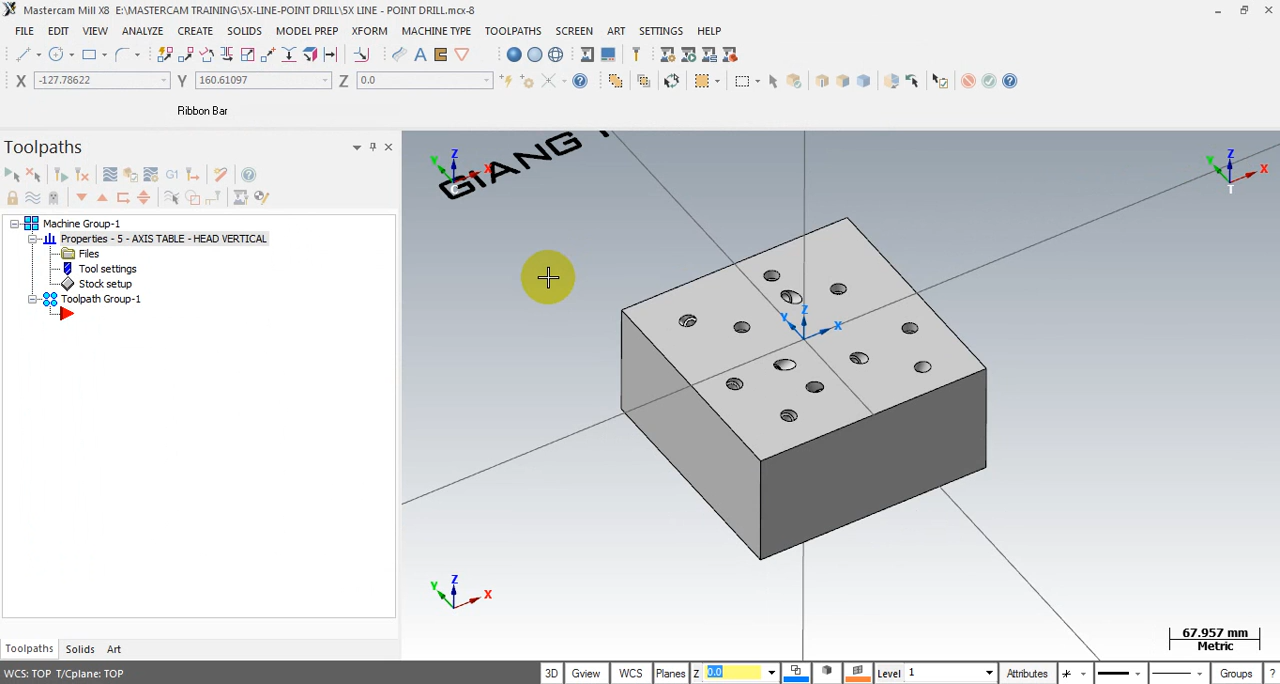 Mastercam Mill X8 E:\MASTERCAM TRAINING\5X-LINE-POINT DRILL\5X LINE - POINT DRILL.mcx-8
FILE EDIT VIEW ANALYZE CREATE SOLIDS MODEL PREP XFORM MACHINE TYPE TOOLPATHS SCREEN ART SETTINGS HELP
X -127.78622 Y 160.61097 Z 0.0
Ribbon Bar
Toolpaths
G1
Machine Group-1
Properties - 5 - AXIS TABLE - HEAD VERTICAL
Files
Tool settings
Stock setup
Toolpath Group-1
GIANG
Z
Y X
C
Z
Y X
T
Z
Y X
Z
Y X
67.957 mm
Metric
Toolpaths Solids Art
WCS: TOP T/Cplane: TOP
3D Gview WCS Planes Z 0.0 Level 1 Attributes Groups ?